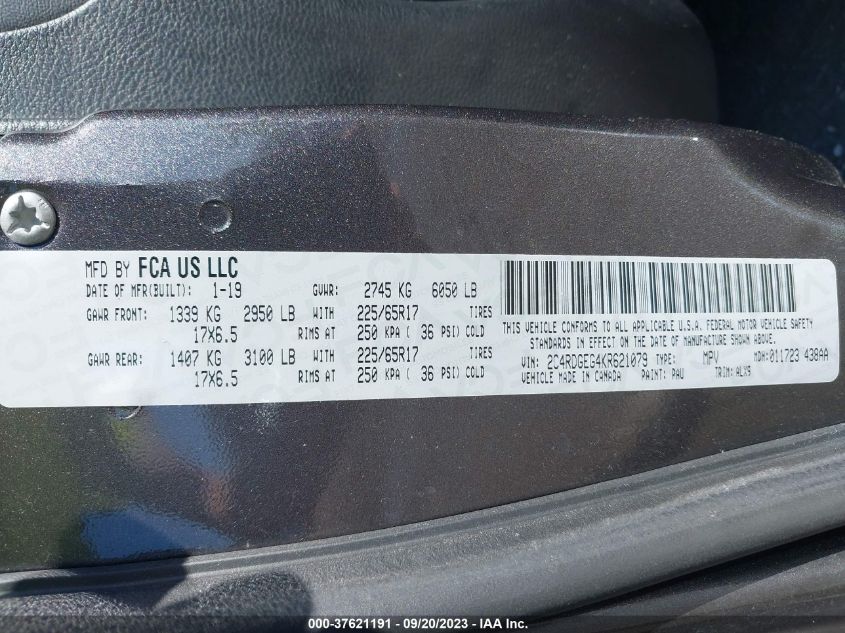 MFD BY FCA US LLC
DATE OF MFR(BUILT): 1-19 GVWR: 2745 KG 6050 LB
GAWR FRONT: 1339 KG 2950 LB WITH 225/65R17 TIRES
17X6.5 RIMS AT 250 KPA ( 36 PSI) COLD
GAWR REAR: 1407 KG 3100 LB WITH 225/65R17 TIRES
17X6.5 RIMS AT 250 KPA ( 36 PSI) COLD
THIS VEHICLE CONFORMS TO ALL APPLICABLE U.S.A. FEDERAL MOTOR VEHICLE SAFETY
STANDARDS IN EFFECT ON THE DATE OF MANUFACTURE SHOWN ABOVE.
VIN: 2C4RDGEG4KR621079 TYPE: MPV MDH: 011723 438AA
VEHICLE MADE IN CANADA PAINT: PAU TRIM: ALX9
000-37621191 - 09/20/2023 - IAA Inc.